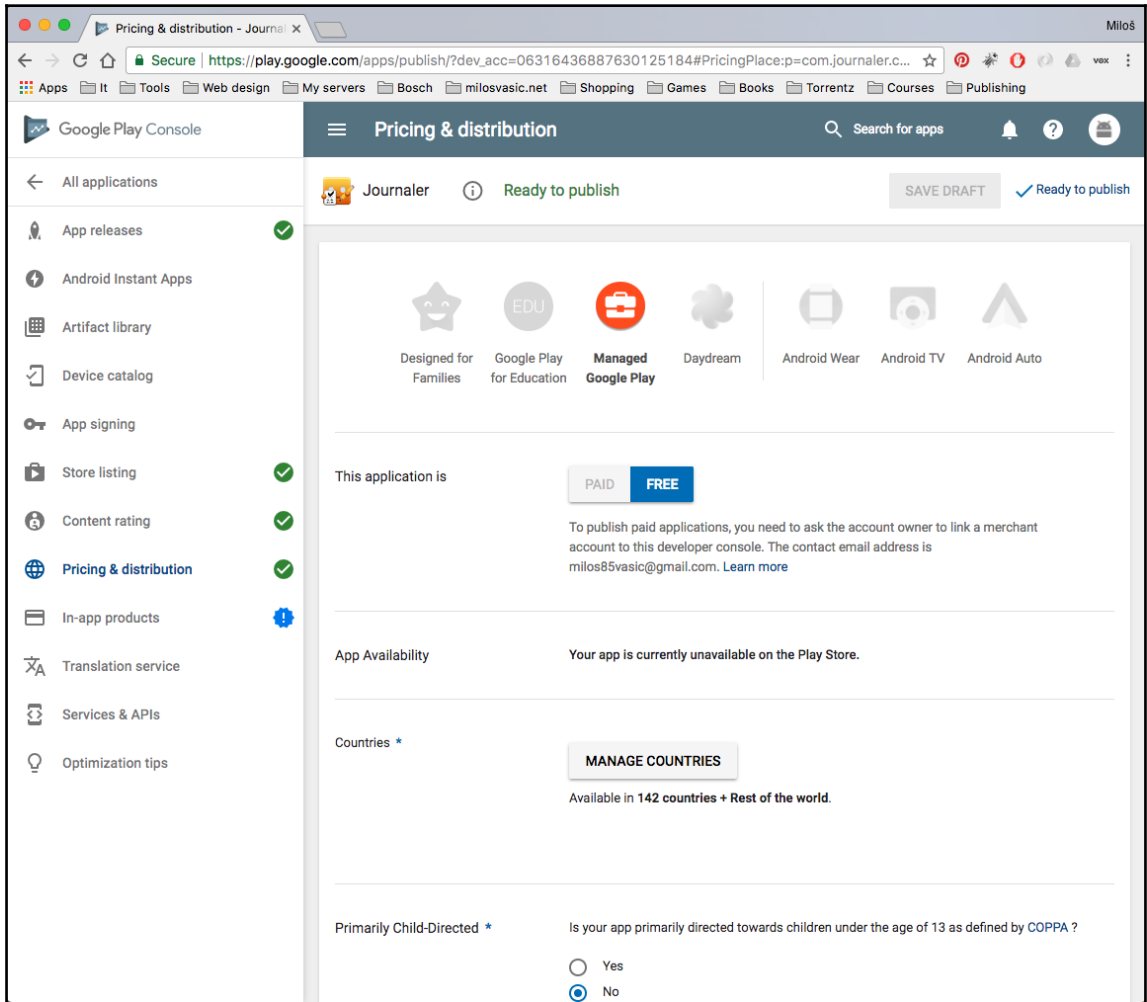 Pricing & distribution - Journal
Miloš
Secure | https://play.google.com/apps/publish/?dev_acc=06316436887630125184#PricingPlace:p=com.journaler.c...
vox
Apps It Tools Web design My servers Bosch milosvasic.net Shopping Games Books Torrentz Courses Publishing
Google Play Console
Pricing & distribution
Search for apps
All applications
Journaler
Ready to publish
SAVE DRAFT
Ready to publish
App releases
Android Instant Apps
Artifact library
Device catalog
App signing
Store listing
Content rating
Pricing & distribution
In-app products
Translation service
Services & APIs
Optimization tips
EDU
Designed for
Families
Google Play
for Education
Managed
Google Play
Daydream
Android Wear
Android TV
Android Auto
This application is
PAID FREE
To publish paid applications, you need to ask the account owner to link a merchant
account to this developer console. The contact email address is
milos85vasic@gmail.com. Learn more
App Availability
Your app is currently unavailable on the Play Store.
Countries *
MANAGE COUNTRIES
Available in 142 countries + Rest of the world.
Primarily Child-Directed *
Is your app primarily directed towards children under the age of 13 as defined by COPPA ?
Yes
No